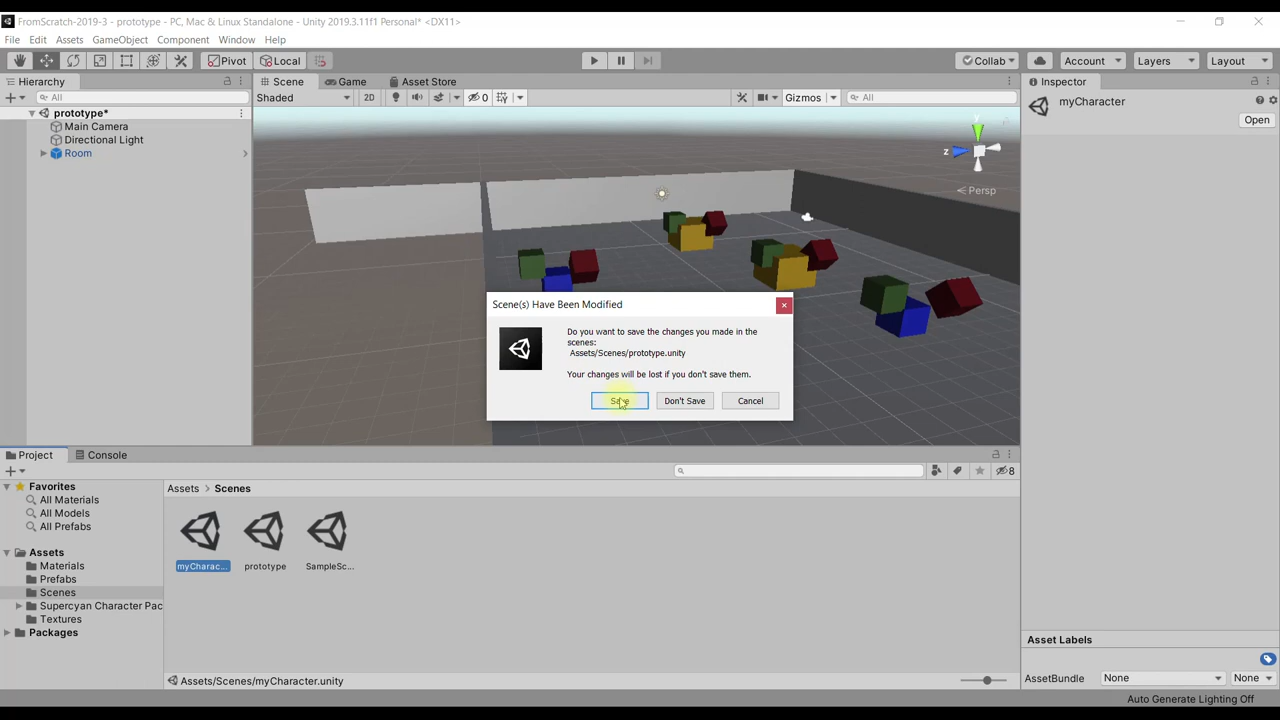 FromScratch-2019-3 - prototype - PC, Mac & Linux Standalone - Unity 2019.3.11f1 Personal* <DX11>
File Edit Assets GameObject Component Window Help
Pivot Local Collab Account Layers Layout
Hierarchy
Scene Game Asset Store
Inspector
All
Shaded 2D 0 Gizmos All
myCharacter
Open
prototype*
Main Camera
Directional Light
Room
y
z
Persp
Scene(s) Have Been Modified
Do you want to save the changes you made in the
scenes:
Assets/Scenes/prototype.unity
Your changes will be lost if you don't save them.
Save Don't Save Cancel
Project Console
8
Favorites
All Materials
All Models
All Prefabs
Assets
Materials
Prefabs
Scenes
Supercyan Character Pac
Textures
Packages
Assets > Scenes
myCharac... prototype SampleSc...
Assets/Scenes/myCharacter.unity
Asset Labels
AssetBundle None None
Auto Generate Lighting Off